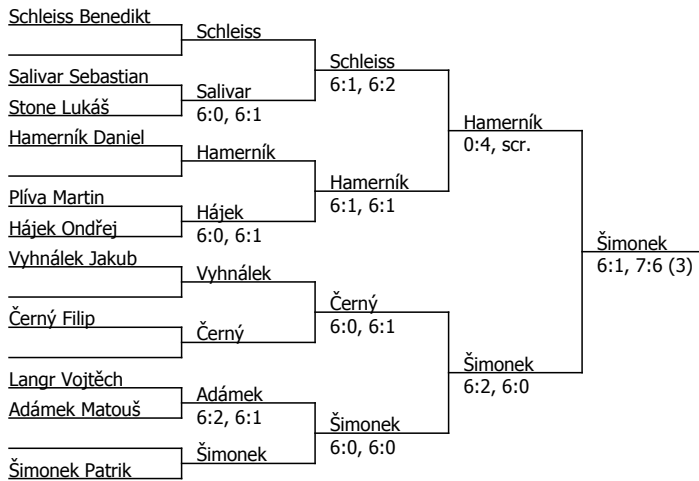 Schleiss Benedikt
Schleiss
Schleiss
6:1, 6:2
Salivar Sebastian
Salivar
Stone Lukáš
6:0, 6:1
Hamerník
0:4, scr.
Hamerník Daniel
Hamerník
Hamerník
6:1, 6:1
Plíva Martin
Hájek
Hájek Ondřej
6:0, 6:1
Šimonek
6:1, 7:6 (3)
Vyhnálek Jakub
Vyhnálek
Černý
6:0, 6:1
Černý Filip
Černý
Šimonek
6:2, 6:0
Langr Vojtěch
Adámek
Adámek Matouš
6:2, 6:1
Šimonek
6:0, 6:0
Šimonek
Šimonek Patrik